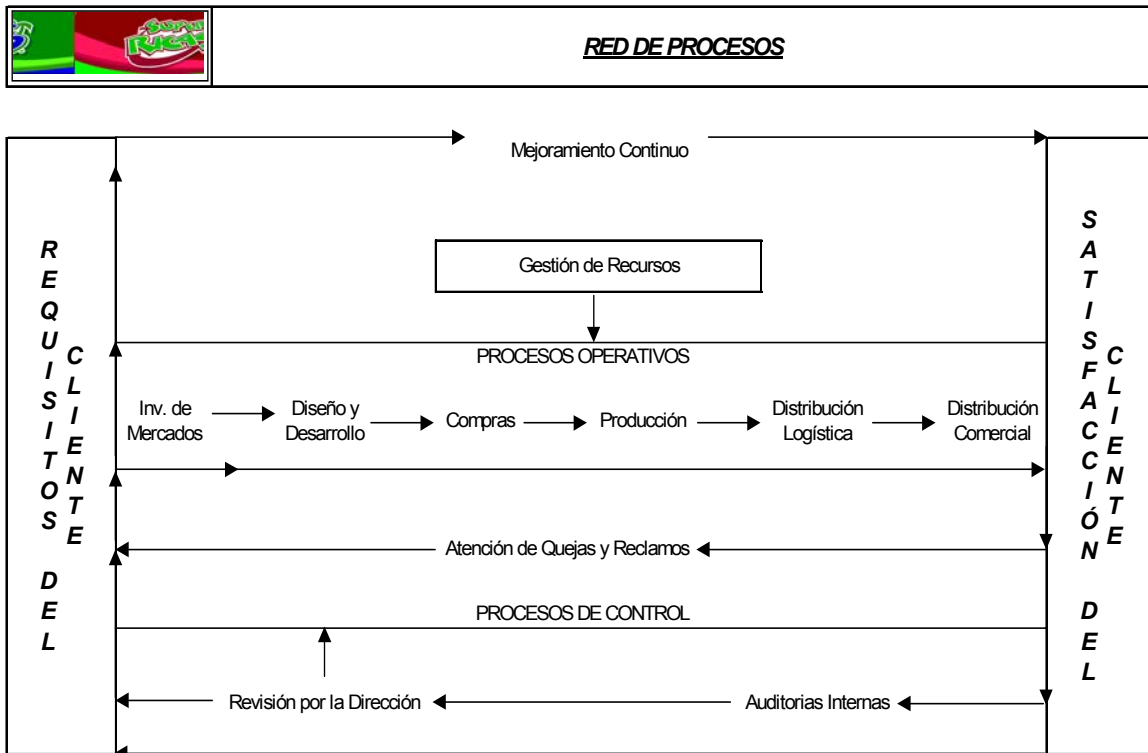 SUPER
RICAS
RED DE PROCESOS
Mejoramiento Continuo
REQUISITOS DEL
CLIENTE
Gestión de Recursos
PROCESOS OPERATIVOS
Inv. de
Mercados
Diseño y
Desarrollo
Compras
Producción
Distribución
Logística
Distribución
Comercial
Atención de Quejas y Reclamos
PROCESOS DE CONTROL
Revisión por la Dirección
Auditorias Internas
SATISFACCIÓN DEL
CLIENTE